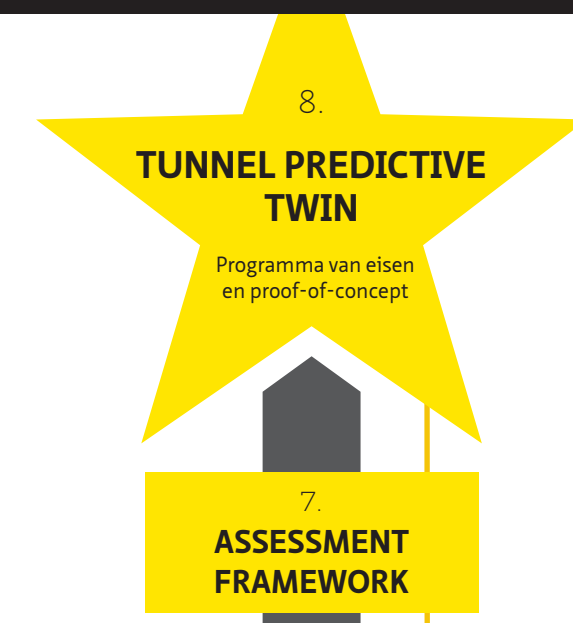 8.
TUNNEL PREDICTIVE
TWIN
Programma van eisen
en proof-of-concept
7.
ASSESSMENT
FRAMEWORK